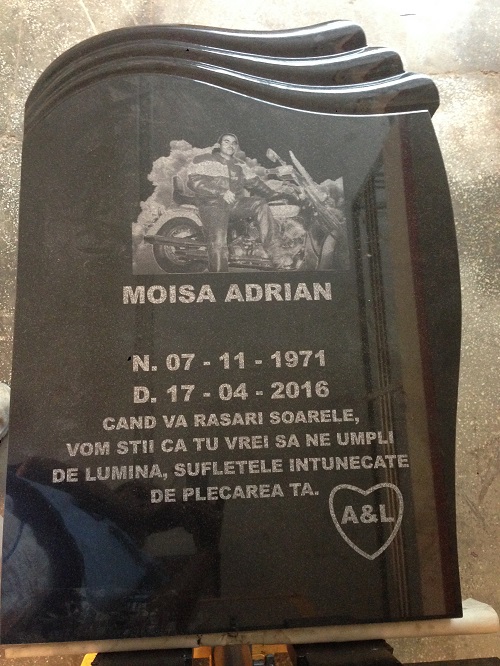 MOISA ADRIAN
N. 07 - 11 - 1971
D. 17 - 04 - 2016
CAND VA RASARI SOARELE,
VOM STII CA TU VREI SA NE UMPLI
DE LUMINA, SUFLETELE INTUNECATE
DE PLECAREA TA.
A&L